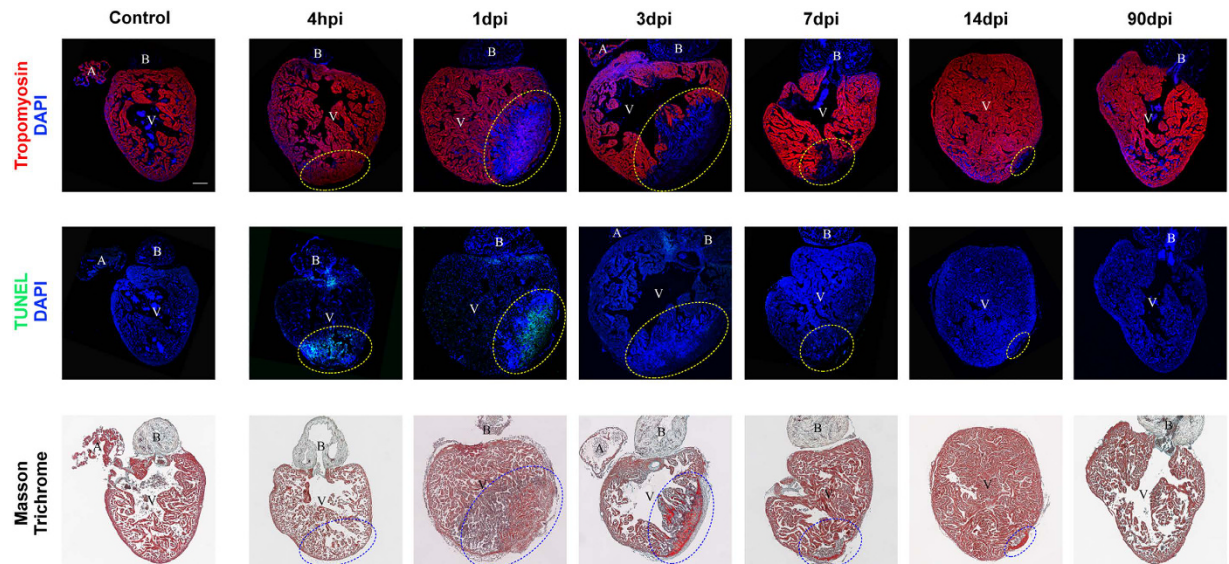 Control 4hpi 1dpi 3dpi 7dpi 14dpi 90dpi
Tropomyosin
DAPI
A B V
B V
B V
A B V
B V
V
B V
TUNEL
DAPI
A B V
B V
B V
A B V
B V
V
B V
Masson
Trichrome
A B V
B V
B V
A B V
B V
V
B V